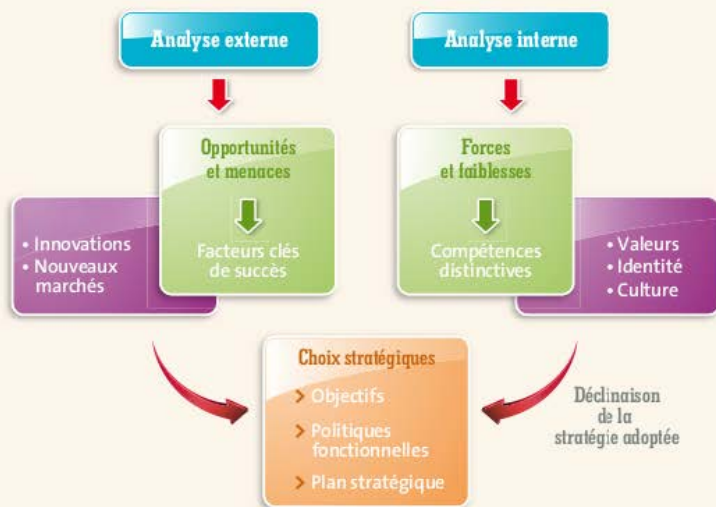 Analyse externe
Analyse interne
Opportunités
et menaces
Facteurs clés
de succès
• Innovations
• Nouveaux
marchés
Forces
et faiblesses
Compétences
distinctives
• Valeurs
• Identité
• Culture
Choix stratégiques
> Objectifs
> Politiques
fonctionnelles
> Plan stratégique
Déclinaison
de la
stratégie adoptée